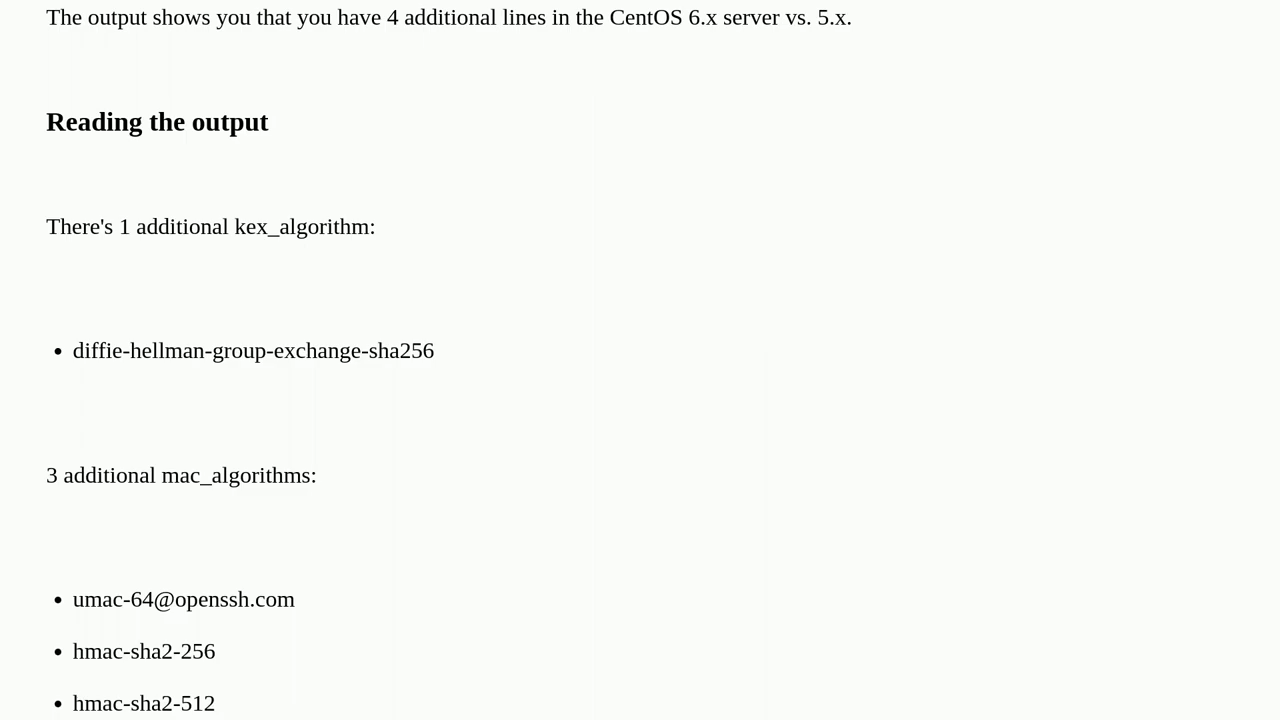 The output shows you that you have 4 additional lines in the CentOS 6.x server vs. 5.x.
Reading the output
There's 1 additional kex_algorithm:
• diffie-hellman-group-exchange-sha256
3 additional mac_algorithms:
• umac-64@openssh.com
• hmac-sha2-256
• hmac-sha2-512